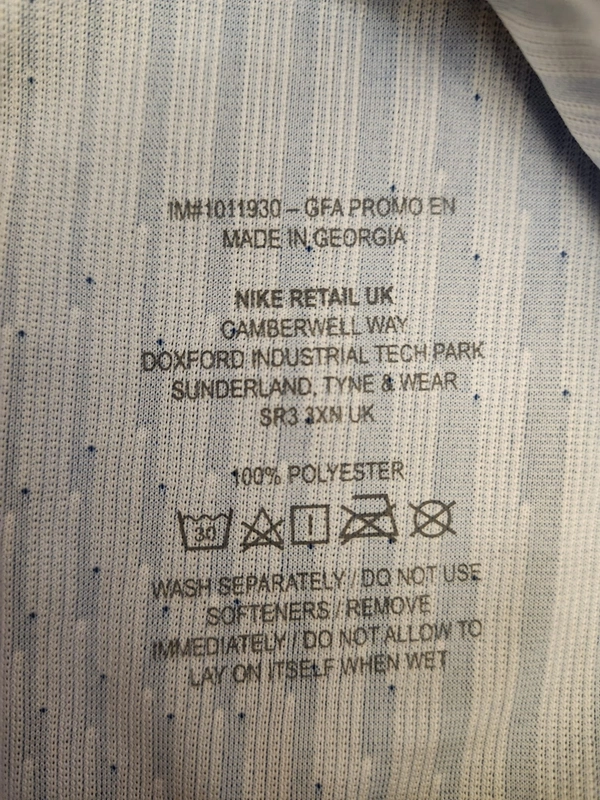 IM#1011930 – GFA PROMO EN
MADE IN GEORGIA
NIKE RETAIL UK
CAMBERWELL WAY
DOXFORD INDUSTRIAL TECH PARK
SUNDERLAND, TYNE & WEAR
SR3 3XN UK
100% POLYESTER
30
WASH SEPARATELY / DO NOT USE
SOFTENERS / REMOVE
IMMEDIATELY / DO NOT ALLOW TO
LAY ON ITSELF WHEN WET